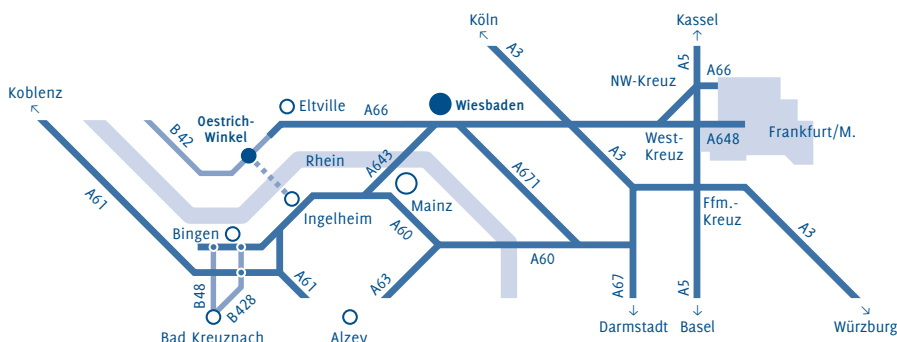 Köln
Kassel
A3
A5
NW-Kreuz
A66
Koblenz
Eltville
Wiesbaden
Oestrich-
Winkel
A66
B 42
West-
Kreuz
A648
Frankfurt/M.
Rhein
A643
A3
A671
A61
Mainz
Ingelheim
Ffm.-
Kreuz
Bingen
A60
A3
A60
A61
A63
A67
A5
B48
B428
Bad Kreuznach
Alzey
Darmstadt
Basel
Würzburg